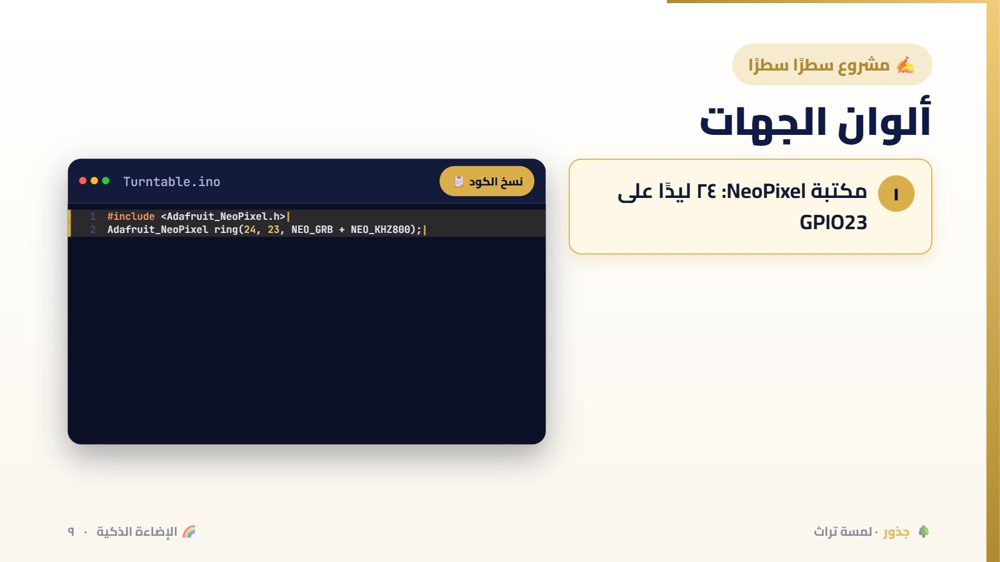 ✍️ مشروع سطرًا سطرًا
ألوان الجهات
١
مكتبة NeoPixel: ٢٤ ليدًا على
GPIO23
Turntable.ino
نسخ الكود 📋
1 #include <Adafruit_NeoPixel.h>|
2 Adafruit_NeoPixel ring(24, 23, NEO_GRB + NEO_KHZ800);|
🌳 جذور · لمسة تراث
🌈 الإضاءة الذكية · ٩